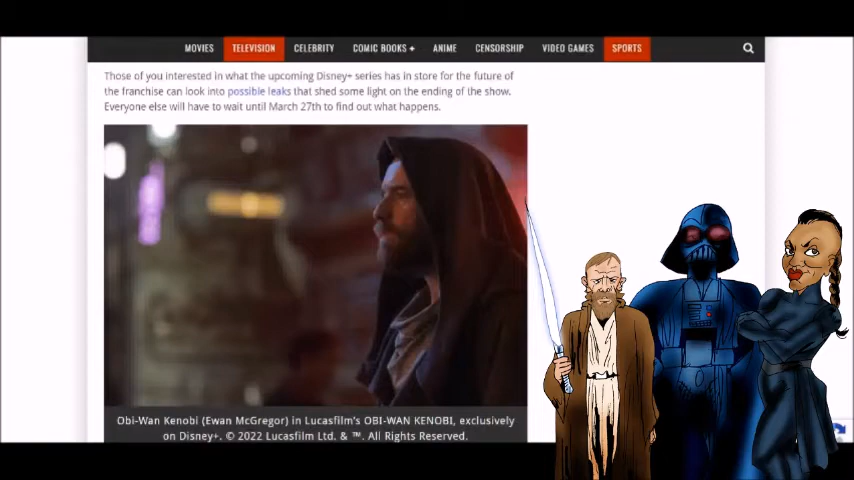 MOVIES TELEVISION CELEBRITY COMIC BOOKS + ANIME CENSORSHIP VIDEO GAMES SPORTS
Those of you interested in what the upcoming Disney+ series has in store for the future of
the franchise can look into possible leaks that shed some light on the ending of the show.
Everyone else will have to wait until March 27th to find out what happens.
Obi-Wan Kenobi (Ewan McGregor) in Lucasfilm's OBI-WAN KENOBI, exclusively
on Disney+. © 2022 Lucasfilm Ltd. & ™. All Rights Reserved.